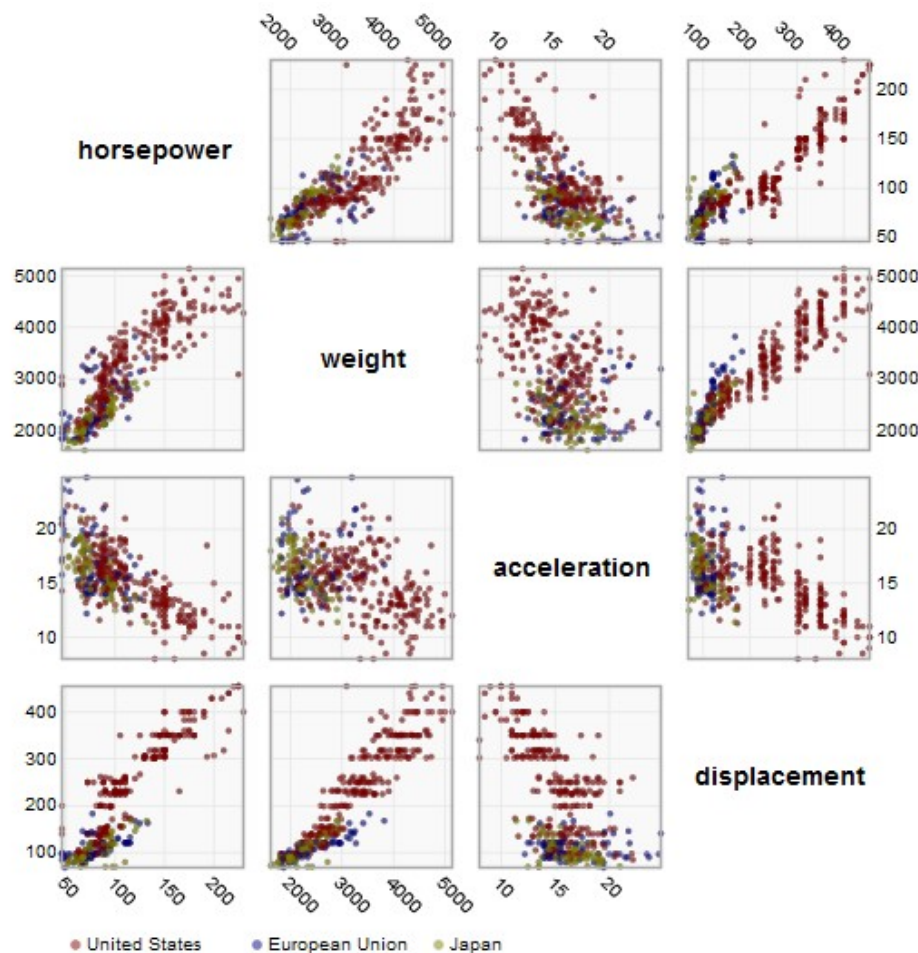 2000 3000 4000 5000 10 15 20 100 200 300 400
200
horsepower 150
100
50
5000 5000
4000 4000
weight
3000 3000
2000 2000
20 20
acceleration
15 15
10 10
400
300
displacement
200
100
50 100 150 200 2000 3000 4000 5000 10 15 20
United States European Union Japan